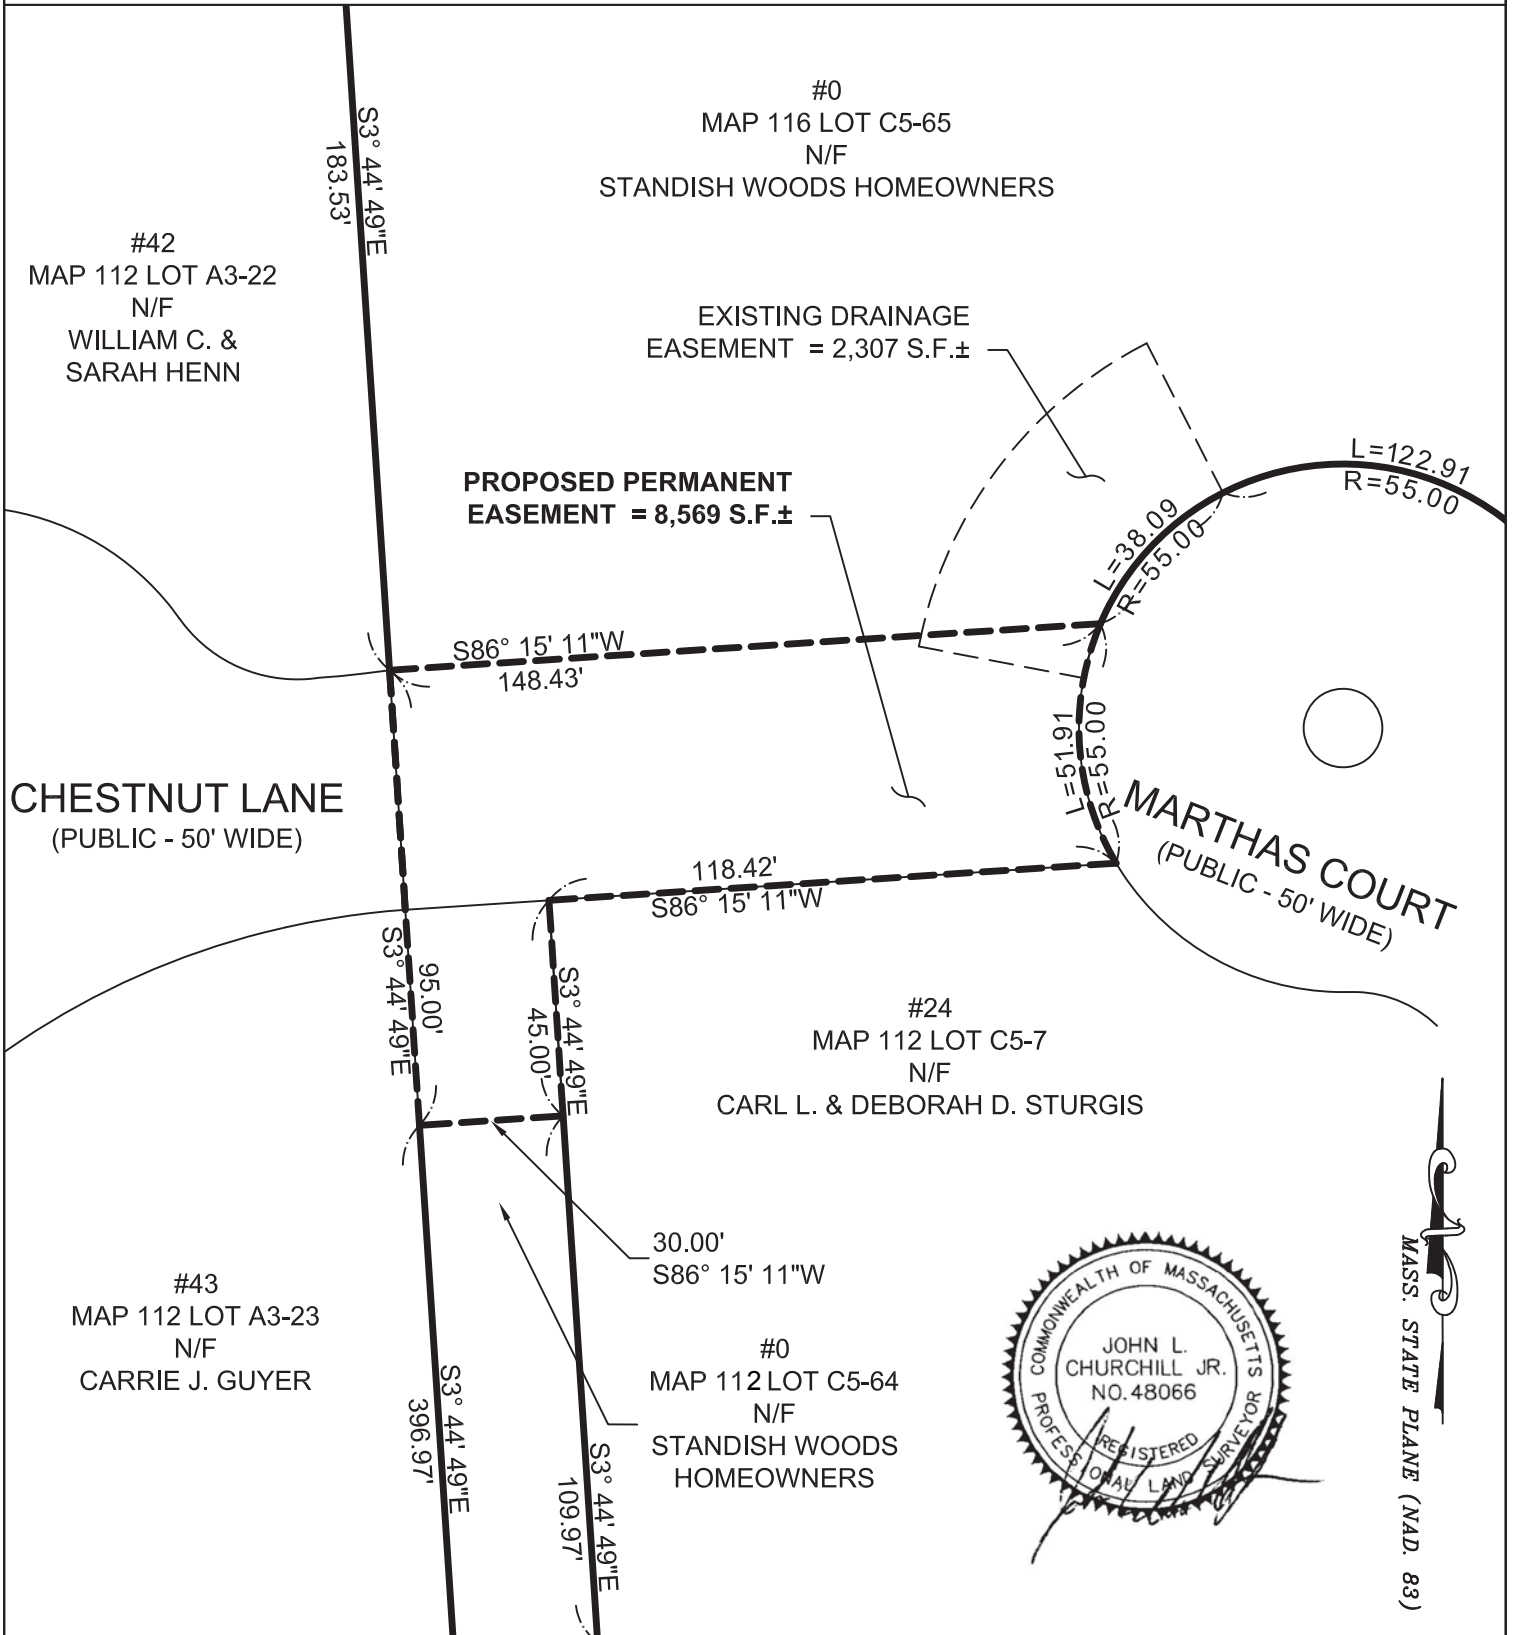 #0
MAP 116 LOT C5-65
N/F
STANDISH WOODS HOMEOWNERS
S3° 44' 49"E
183.53'
#42
MAP 112 LOT A3-22
N/F
WILLIAM C. &
SARAH HENN
EXISTING DRAINAGE
EASEMENT = 2,307 S.F.±
PROPOSED PERMANENT
EASEMENT = 8,569 S.F.±
L=122.91
R=55.00
L=38.09
R=55.00
S86° 15' 11"W
148.43'
L=51.91
R=55.00
CHESTNUT LANE
(PUBLIC - 50' WIDE)
MARTHAS COURT
(PUBLIC - 50' WIDE)
118.42'
S86° 15' 11"W
95.00'
S3° 44' 49"E
S3° 44' 49"E
45.00'
#24
MAP 112 LOT C5-7
N/F
CARL L. & DEBORAH D. STURGIS
30.00'
S86° 15' 11"W
#43
MAP 112 LOT A3-23
N/F
CARRIE J. GUYER
#0
MAP 112 LOT C5-64
N/F
STANDISH WOODS
HOMEOWNERS
S3° 44' 49"E
396.97'
S3° 44' 49"E
109.97'
COMMONWEALTH OF MASSACHUSETTS
JOHN L.
CHURCHILL JR.
NO. 48066
REGISTERED
PROFESSIONAL LAND SURVEYOR
MASS. STATE PLANE (NAD. 83)